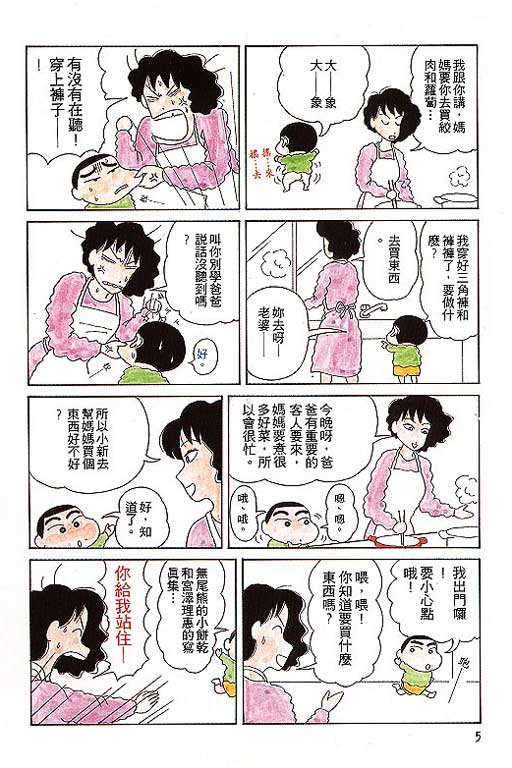 我跟你講，媽
媽要你去買絞
肉和蘿蔔…
大——象
大——象
搖…來
搖…去
有沒有在聽！
穿上褲子——
！
我穿好三角褲和
褲褲了，要做什
麼？
去買東西
。
妳去呀——
老婆——
叫你別學爸爸
說話沒聽到嗎
？
好。
今晚呀，爸
爸有重要的
客人要來，
媽媽要煮很
多好菜，所
以會很忙。
嗯、嗯。
哦、哦。
所以小新去
幫媽媽買個
東西好不好
？
好，知
道了。
我出門囉
！
要小心點
哦！
喂，喂！
你知道要買什麼
東西嗎？
無尾熊的小餅乾
和宮澤理惠的寫
真集…
你給我站住——
5